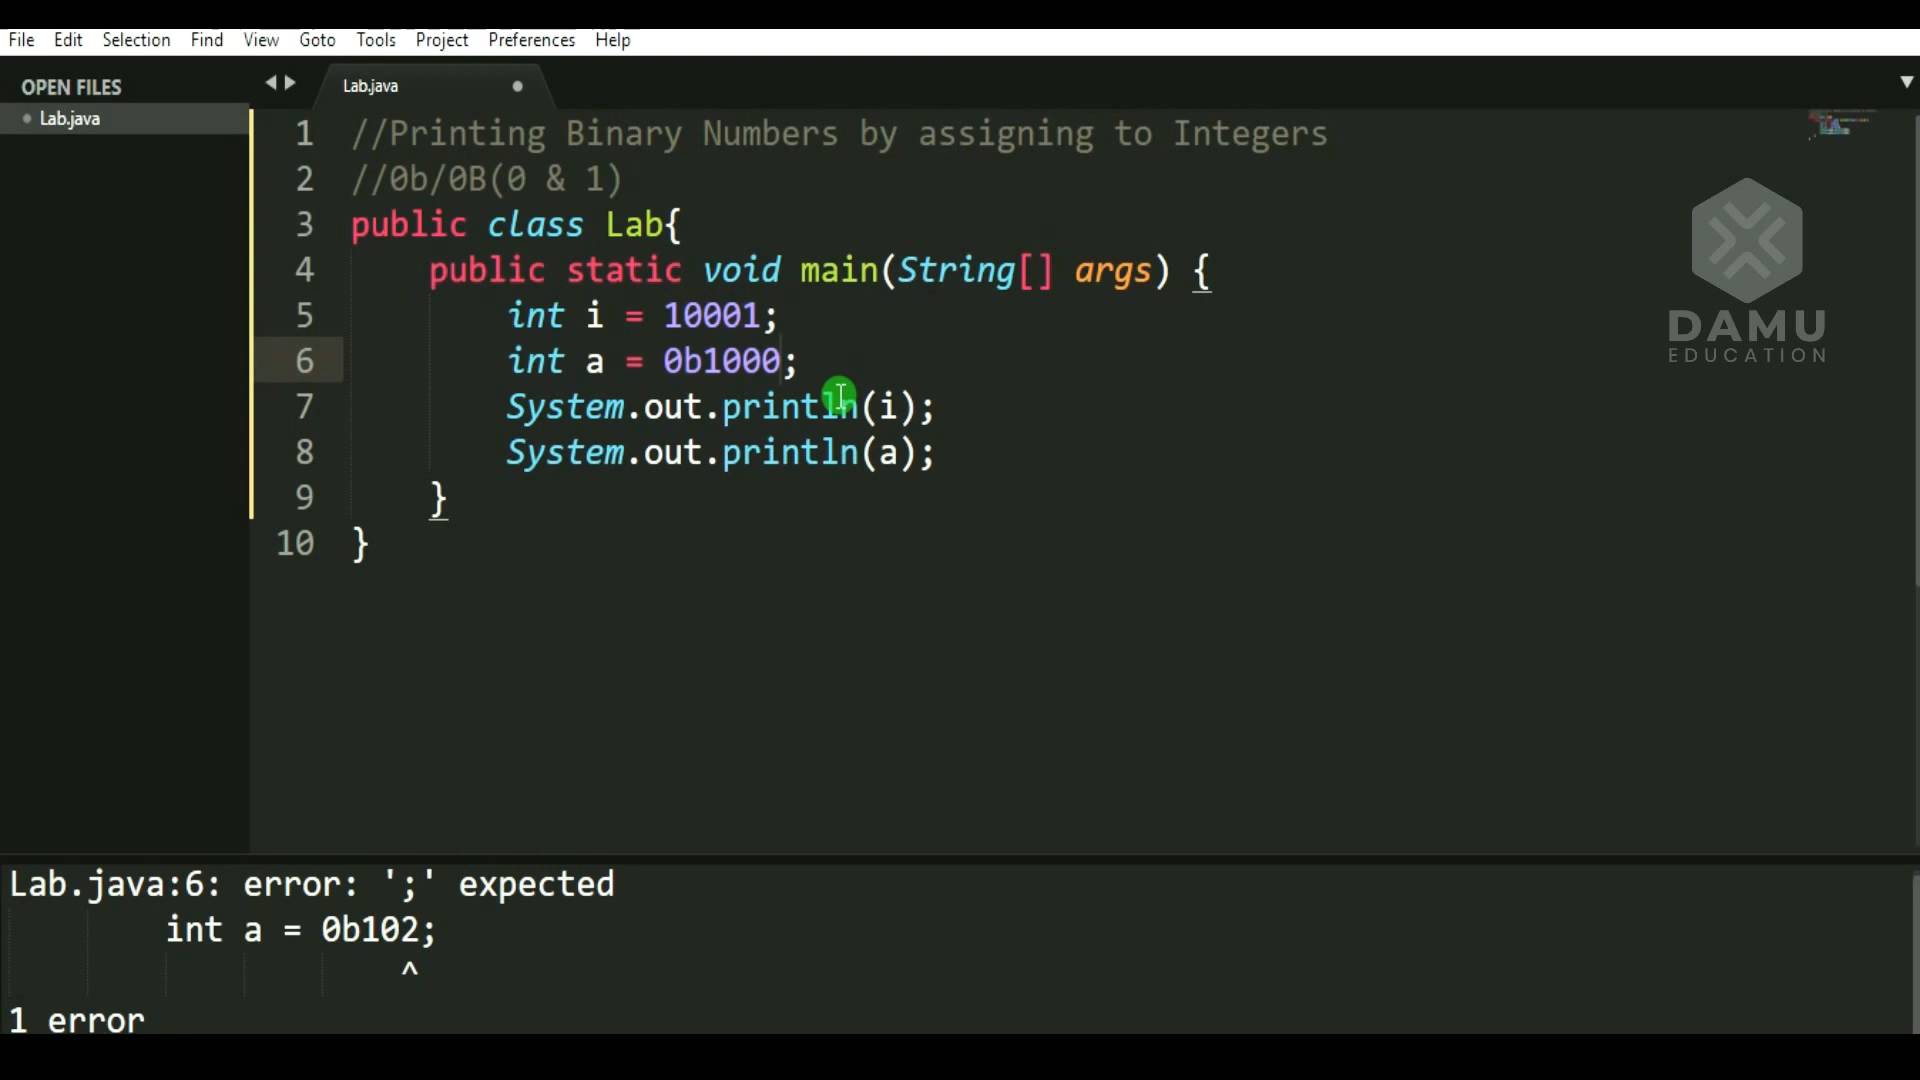 File Edit Selection Find View Goto Tools Project Preferences Help
OPEN FILES
Lab.java
Lab.java
1 //Printing Binary Numbers by assigning to Integers
2 //0b/0B(0 & 1)
3 public class Lab{
4 public static void main(String[] args) {
5 int i = 10001;
6 int a = 0b1000;
7 System.out.println(i);
8 System.out.println(a);
9 }
10 }
DAMU
EDUCATION
Lab.java:6: error: ';' expected
int a = 0b102;
^
1 error